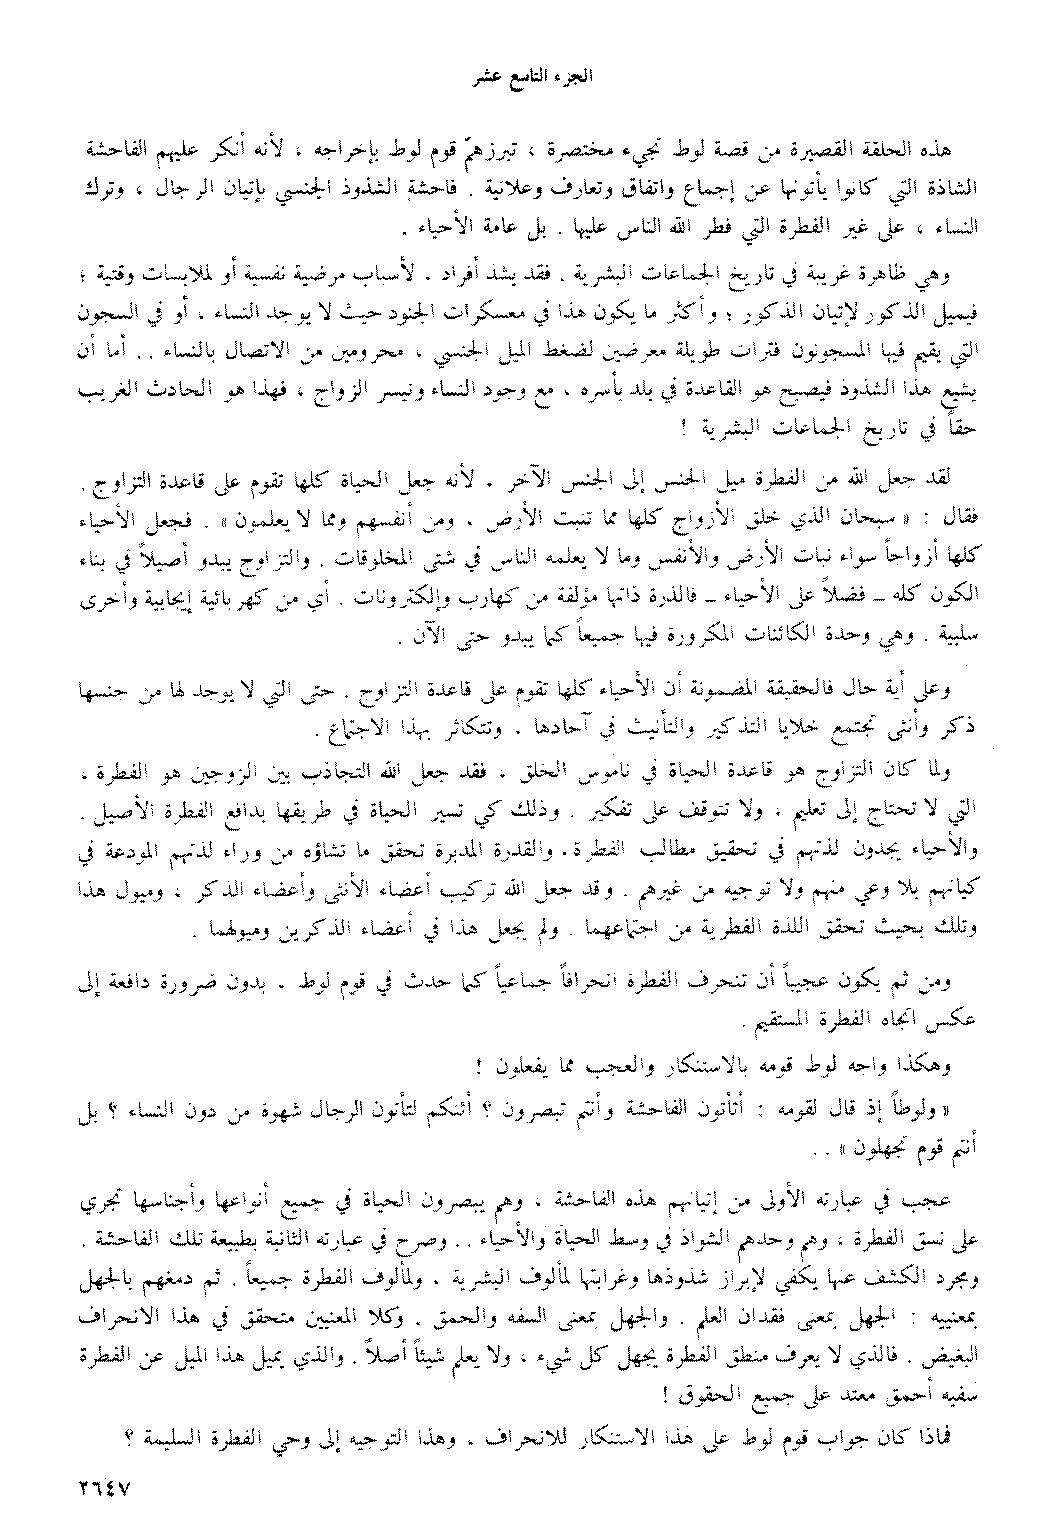 الجزء التاسع عشر
هذه الحلقة القصيرة من قصة لوط تجيء مختصرة ، تبرز همّ قوم لوط بإخراجه ، لأنه أنكر عليهم الفاحشة
الشاذة التي كانوا يأتونها عن إجماع واتفاق وتعارف وعلانية . فاحشة الشذوذ الجنسي بإتيان الرجال ، وترك
النساء ، على غير الفطرة التي فطر الله الناس عليها . بل عامة الأحياء .
وهي ظاهرة غريبة في تاريخ الجماعات البشرية . فقد يشذ أفراد . لأسباب مرضية نفسية أو لملابسات وقتية ؛
فيميل الذكور لإتيان الذكور ؛ وأكثر ما يكون هذا في معسكرات الجنود حيث لا يوجد النساء ، أو في السجون
التي يقيم فيها المسجونون فترات طويلة معرضين لضغط الميل الجنسي ، محرومين من الاتصال بالنساء .. أما أن
يشيع هذا الشذوذ فيصبح هو القاعدة في بلد بأسره ، مع وجود النساء وتيسر الزواج ، فهذا هو الحادث الغريب
حقاً في تاريخ الجماعات البشرية !
لقد جعل الله من الفطرة ميل الجنس إلى الجنس الآخر ، لأنه جعل الحياة كلها تقوم على قاعدة التزاوج .
فقال : « سبحان الذي خلق الأزواج كلها مما تنبت الأرض ، ومن أنفسهم ومما لا يعلمون» . فجعل الأحياء
كلها أزواجاً سواء نبات الأرض والأنفس وما لا يعلمه الناس في شتى المخلوقات . والتزاوج يبدو أصيلاً في بناء
الكون كله – فضلاً على الأحياء – فالذرة ذاتها مؤلفة من كهارب وإلكترونات . أي من كهربائية إيجابية وأخرى
سلبية . وهي وحدة الكائنات المكرورة فيها جميعاً كما يبدو حتى الآن .
وعلى أية حال فالحقيقة المضمونة أن الأحياء كلها تقوم على قاعدة التزاوج . حتى التي لا يوجد لها من جنسها
ذكر وأنثى تجتمع خلايا التذكير والتأنيث في آحادها ، وتتكاثر بهذا الاجتماع .
ولما كان التزاوج هو قاعدة الحياة في ناموس الخلق ، فقد جعل الله التجاذب بين الزوجين هو الفطرة ،
التي لا تحتاج إلى تعليم ، ولا تتوقف على تفكير . وذلك كي تسير الحياة في طريقها بدافع الفطرة الأصيل .
والأحياء يجدون لذتهم في تحقيق مطالب الفطرة. والقدرة المدبرة تحقق ما تشاؤه من وراء لذتهم المودعة في
كيانهم بلا وعي منهم ولا توجيه من غيرهم . وقد جعل الله تركيب أعضاء الأنثى وأعضاء الذكر ، وميول هذا
وتلك بحيث تحقق اللذة الفطرية من اجتماعهما . ولم يجعل هذا في أعضاء الذكرين وميولهما .
ومن ثم يكون عجيباً أن تنحرف الفطرة انحرافاً جماعياً كما حدث في قوم لوط ، بدون ضرورة دافعة إلى
عكس اتجاه الفطرة المستقيم .
وهكذا واجه لوط قومه بالاستنكار والعجب مما يفعلون !
« ولوطاً إذ قال لقومه : أتأتون الفاحشة وأنتم تبصرون ؟ أئنكم لتأتون الرجال شهوة من دون النساء ؟ بل
أنتم قوم تجهلون » . .
عجب في عبارته الأولى من إتيانهم هذه الفاحشة ، وهم يبصرون الحياة في جميع أنواعها وأجناسها تجري
على نسق الفطرة ، وهم وحدهم الشواذ في وسط الحياة والأحياء .. وصرح في عبارته الثانية بطبيعة تلك الفاحشة .
ومجرد الكشف عنها يكفي لإبراز شذوذها وغرابتها لمألوف البشرية ، ولمألوف الفطرة جميعاً . ثم دمغهم بالجهل
بمعنييه : الجهل بمعنى فقدان العلم . والجهل بمعنى السفه والحمق . وكلا المعنيين متحقق في هذا الانحراف
البغيض . فالذي لا يعرف منطق الفطرة يجهل كل شيء ، ولا يعلم شيئاً أصلاً . والذي يميل هذا الميل عن الفطرة
سفيه أحمق معتد على جميع الحقوق !
فماذا كان جواب قوم لوط على هذا الاستنكار للانحراف ، وهذا التوجيه إلى وحي الفطرة السليمة ؟
٢٦٤٧